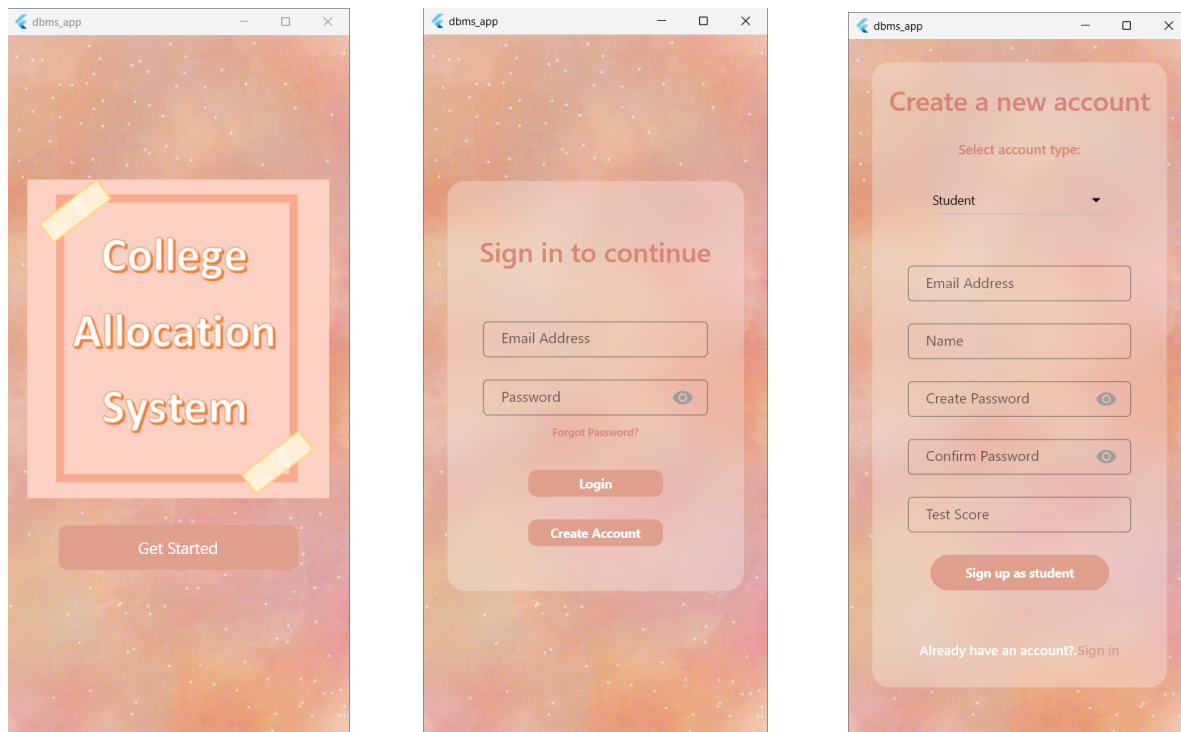 dbms_app
College
Allocation
System
Get Started
dbms_app
Sign in to continue
Email Address
Password
Forgot Password?
Login
Create Account
dbms_app
Create a new account
Select account type:
Student
Email Address
Name
Create Password
Confirm Password
Test Score
Sign up as student
Already have an account?.Sign in